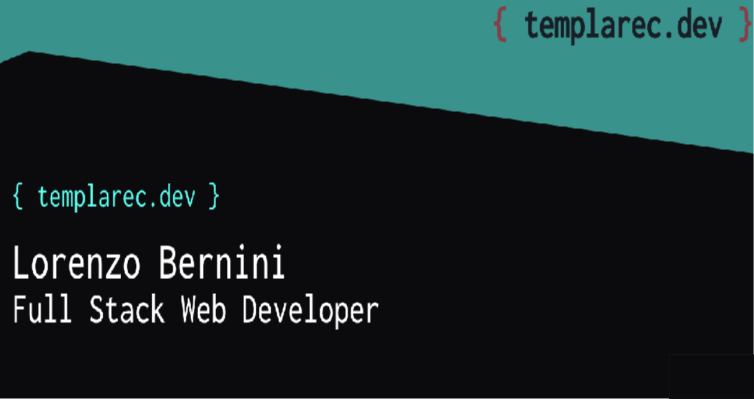 { templarec.dev }
{ templarec.dev }
Lorenzo Bernini
Full Stack Web Developer